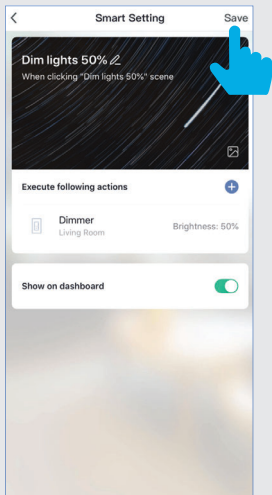 Smart Setting
Save
Dim lights 50%
When clicking "Dim lights 50%" scene
Execute following actions
Dimmer
Living Room
Brightness: 50%
Show on dashboard